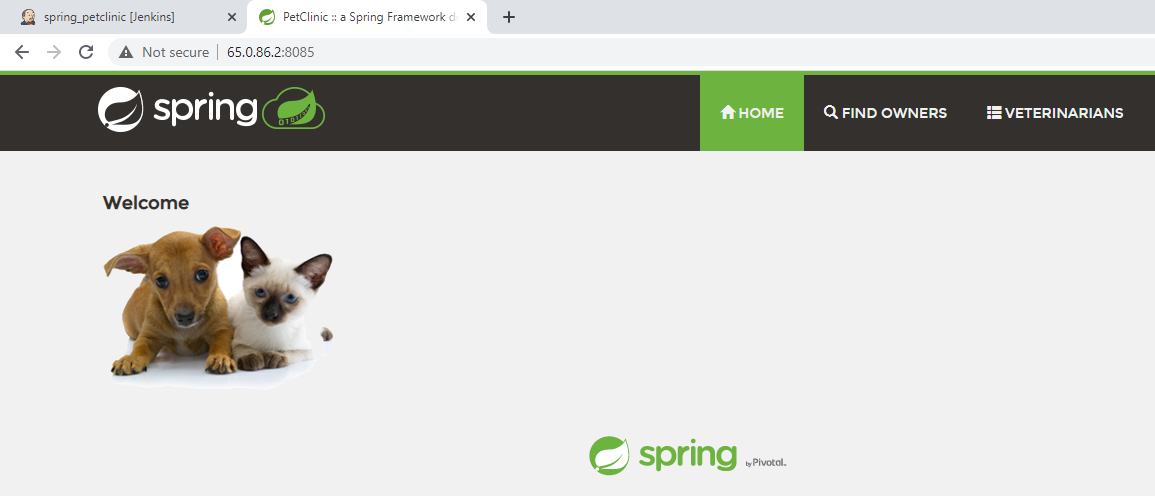 spring_petclinic [Jenkins]
PetClinic :: a Spring Framework d
Not secure
65.0.86.2:8085
spring
HOME
FIND OWNERS
VETERINARIANS
Welcome
spring by Pivotal.